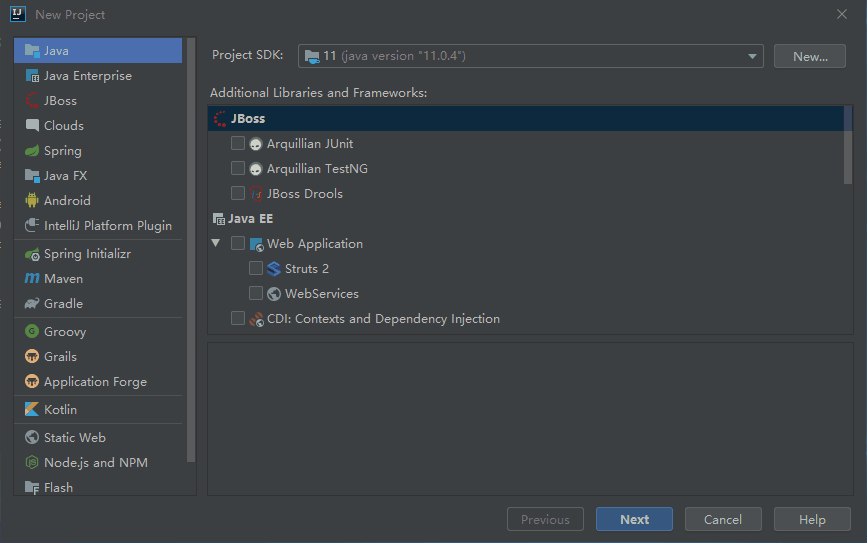 New Project
Java
Java Enterprise
JBoss
Clouds
Spring
Java FX
Android
IntelliJ Platform Plugin
Spring Initializr
Maven
Gradle
Groovy
Grails
Application Forge
Kotlin
Static Web
Node.js and NPM
Flash
Project SDK: 11 (java version "11.0.4") New...
Additional Libraries and Frameworks:
JBoss
Arquillian JUnit
Arquillian TestNG
JBoss Drools
Java EE
Web Application
Struts 2
WebServices
CDI: Contexts and Dependency Injection
Previous Next Cancel Help